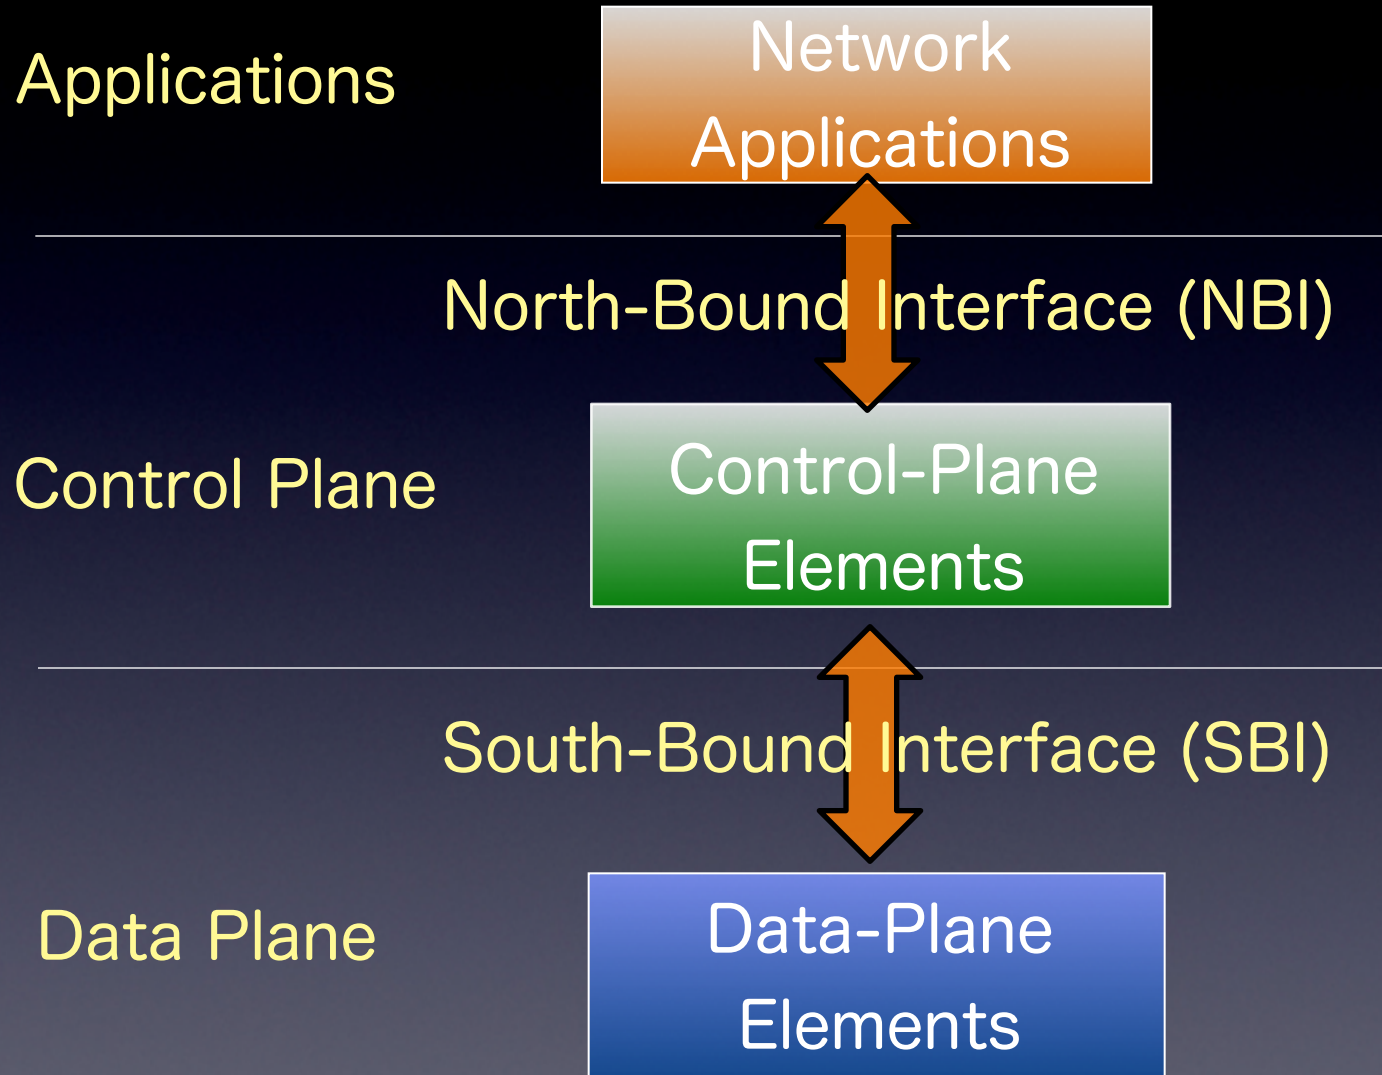 Applications
Network
Applications
North-Bound Interface (NBI)
Control Plane
Control-Plane
Elements
South-Bound Interface (SBI)
Data Plane
Data-Plane
Elements